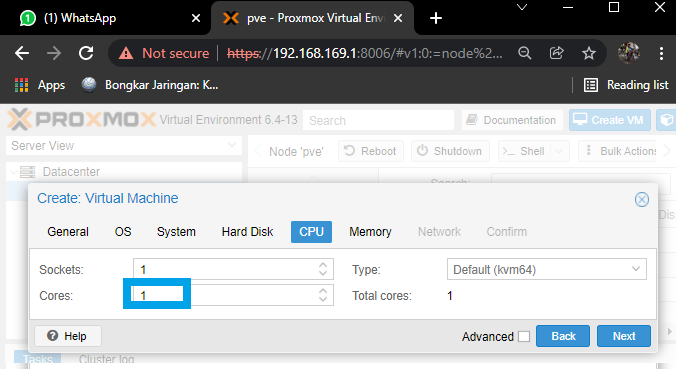 (1) WhatsApp
pve - Proxmox Virtual Envi
Not secure https://192.168.169.1:8006/#v1:0:=node%2...
Apps Bongkar Jaringan: K... Reading list
PROXMOX Virtual Environment 6.4-13 Search Documentation Create VM
Server View Node 'pve' Reboot Shutdown >_ Shell Bulk Actions
Datacenter
Search:
Dis
Create: Virtual Machine
General OS System Hard Disk CPU Memory Network Confirm
Sockets: 1 Type: Default (kvm64)
Cores: 1 Total cores: 1
Help Advanced Back Next
Tasks Cluster log